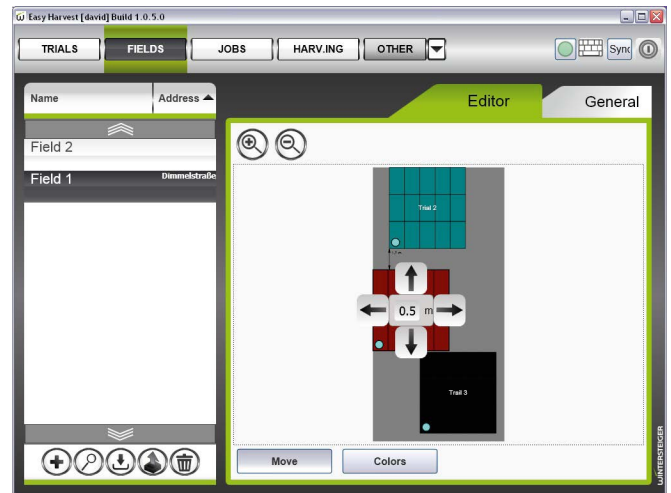 Easy Harvest [david] Build 1.0.5.0
TRIALS
FIELDS
JOBS
HARV.ING
OTHER
Sync
Name
Address
Editor
General
Field 2
Field 1
Dimmelstraße
Trial 2
0.5 m
Trail 3
Move
Colors
WINTERSTEIGER